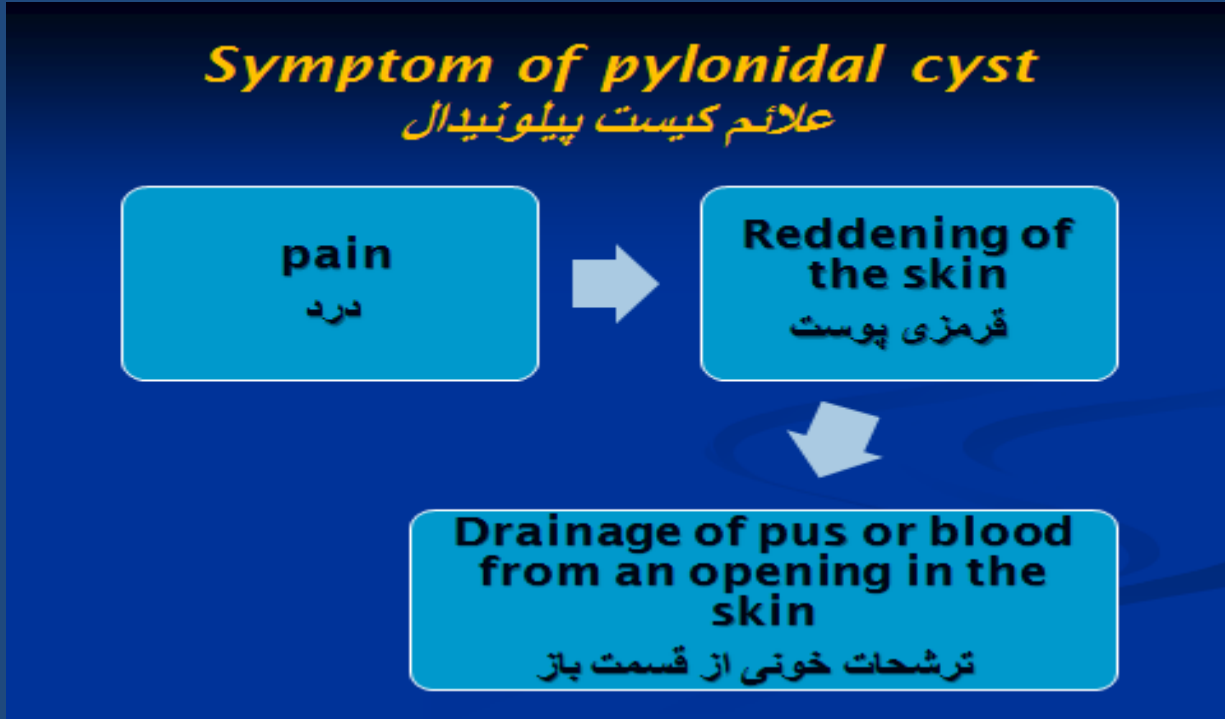 Symptom of pylonidal cyst
علائم کیست پیلونیدال
pain
درد
Reddening of
the skin
قرمزی پوست
Drainage of pus or blood
from an opening in the
skin
ترشحات خونی از قسمت باز